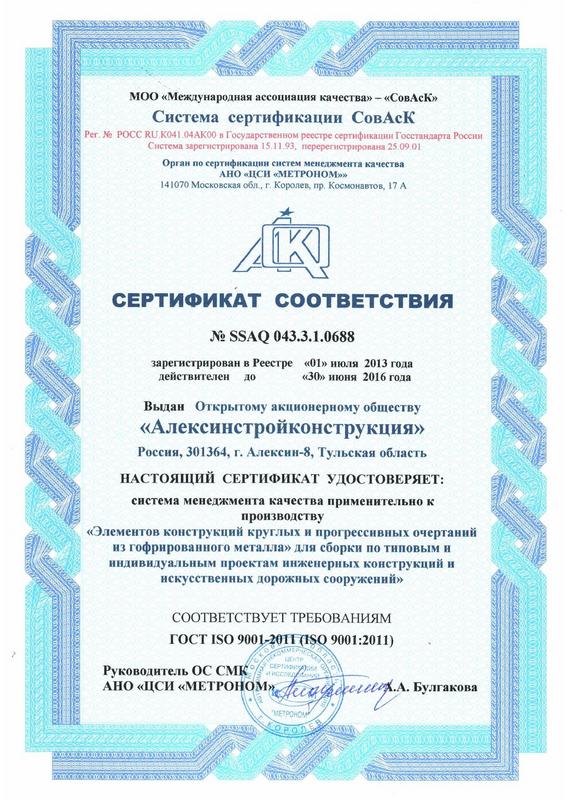 МОО «Международная ассоциация качества» – «СовАсК»
Система сертификации СовАсК
Рег. № РОСС RU.К041.04АК00 в Государственном реестре сертификации Госстандарта России
Система зарегистрирована 15.11.93, перерегистрирована 25.09.01
Орган по сертификации систем менеджмента качества
АНО «ЦСИ «МЕТРОНОМ»»
141070 Московская обл., г. Королев, пр. Космонавтов, 17 А
СЕРТИФИКАТ СООТВЕТСТВИЯ
№ SSAQ 043.3.1.0688
зарегистрирован в Реестре «01» июля 2013 года
действителен до «30» июня 2016 года
Выдан Открытому акционерному обществу
«Алексинстройконструкция»
Россия, 301364, г. Алексин-8, Тульская область
НАСТОЯЩИЙ СЕРТИФИКАТ УДОСТОВЕРЯЕТ:
система менеджмента качества применительно к
производству
«Элементов конструкций круглых и прогрессивных очертаний
из гофрированного металла» для сборки по типовым и
индивидуальным проектам инженерных конструкций и
искусственных дорожных сооружений»
СООТВЕТСТВУЕТ ТРЕБОВАНИЯМ
ГОСТ ISO 9001-2011 (ISO 9001:2011)
Руководитель ОС СМК
АНО «ЦСИ «МЕТРОНОМ» А.А. Булгакова
ЦЕНТР
СЕРТИФИКАЦИИ
И ИССЛЕДОВАНИЙ
"МЕТРОНОМ"
Г. КОРОЛЕВ